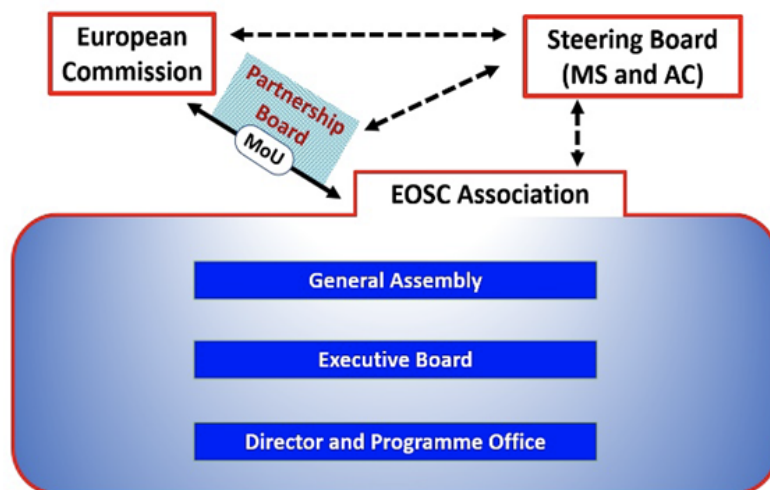 European
Commission
Steering Board
(MS and AC)
Partnership
Board
MoU
EOSC Association
General Assembly
Executive Board
Director and Programme Office